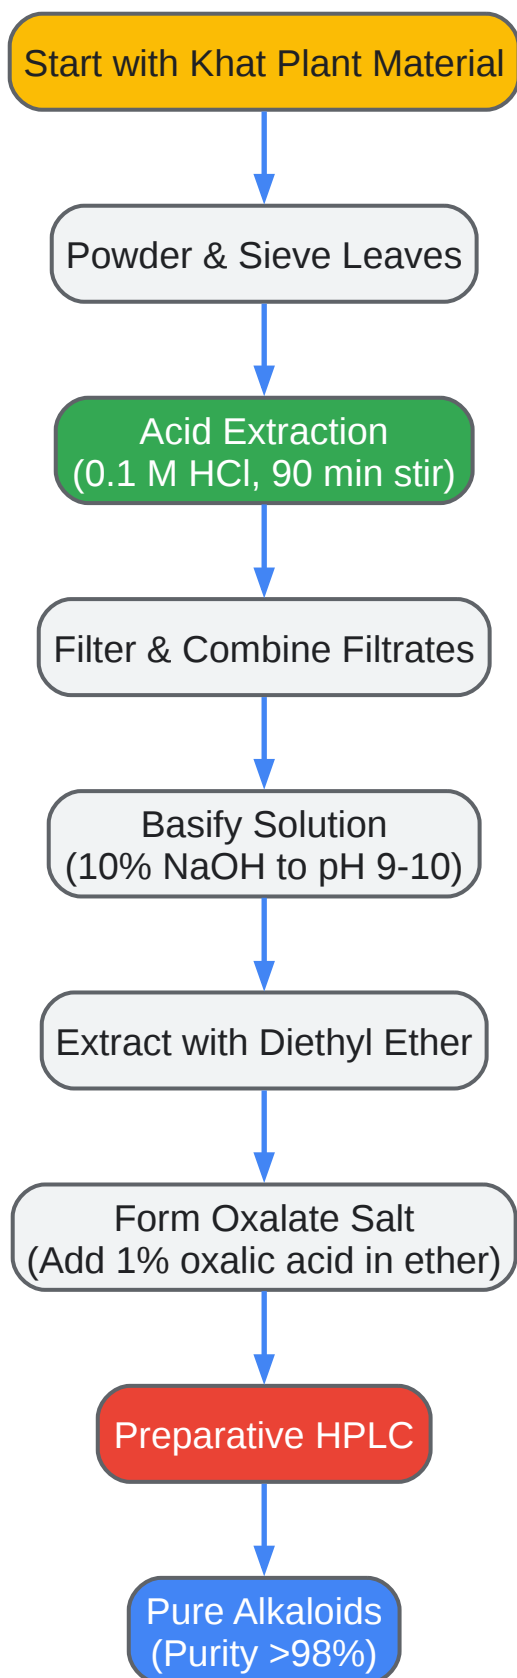 Start with Khat Plant Material
Powder & Sieve Leaves
Acid Extraction
(0.1 M HCl, 90 min stir)
Filter & Combine Filtrates
Basify Solution
(10% NaOH to pH 9-10)
Extract with Diethyl Ether
Form Oxalate Salt
(Add 1% oxalic acid in ether)
Preparative HPLC
Pure Alkaloids
(Purity >98%)